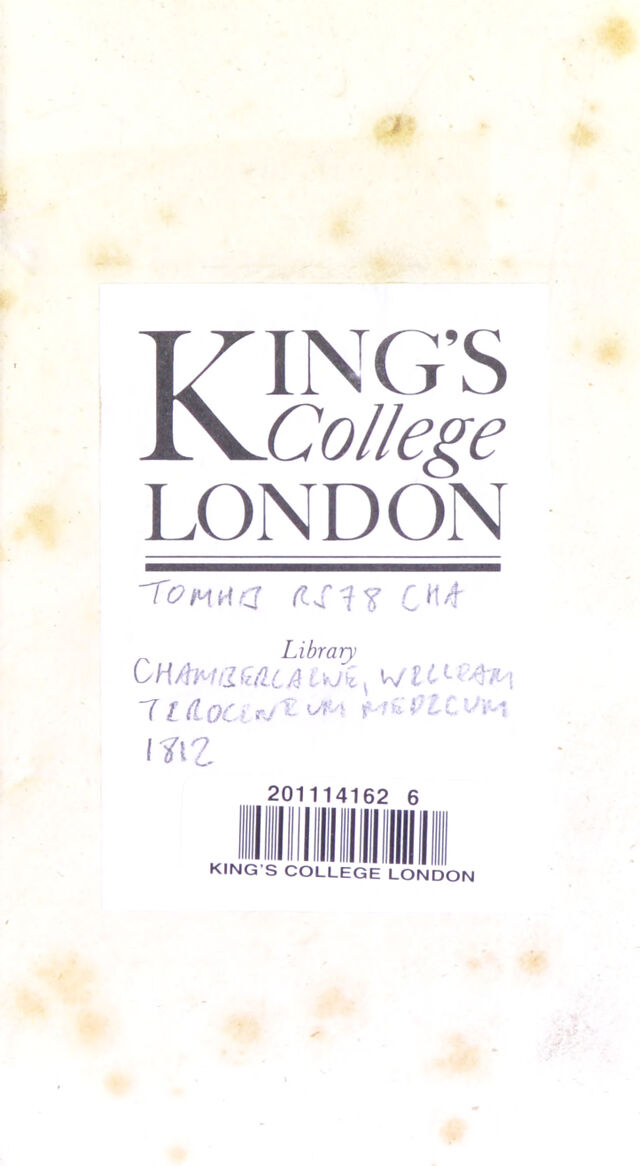 KING'S
College
LONDON
TOMHB RS78 CHA
Library
CHAMBERLAINE, WILLIAM
TIROCINIUM MEDICUM
1812
201114162 6
KING'S COLLEGE LONDON